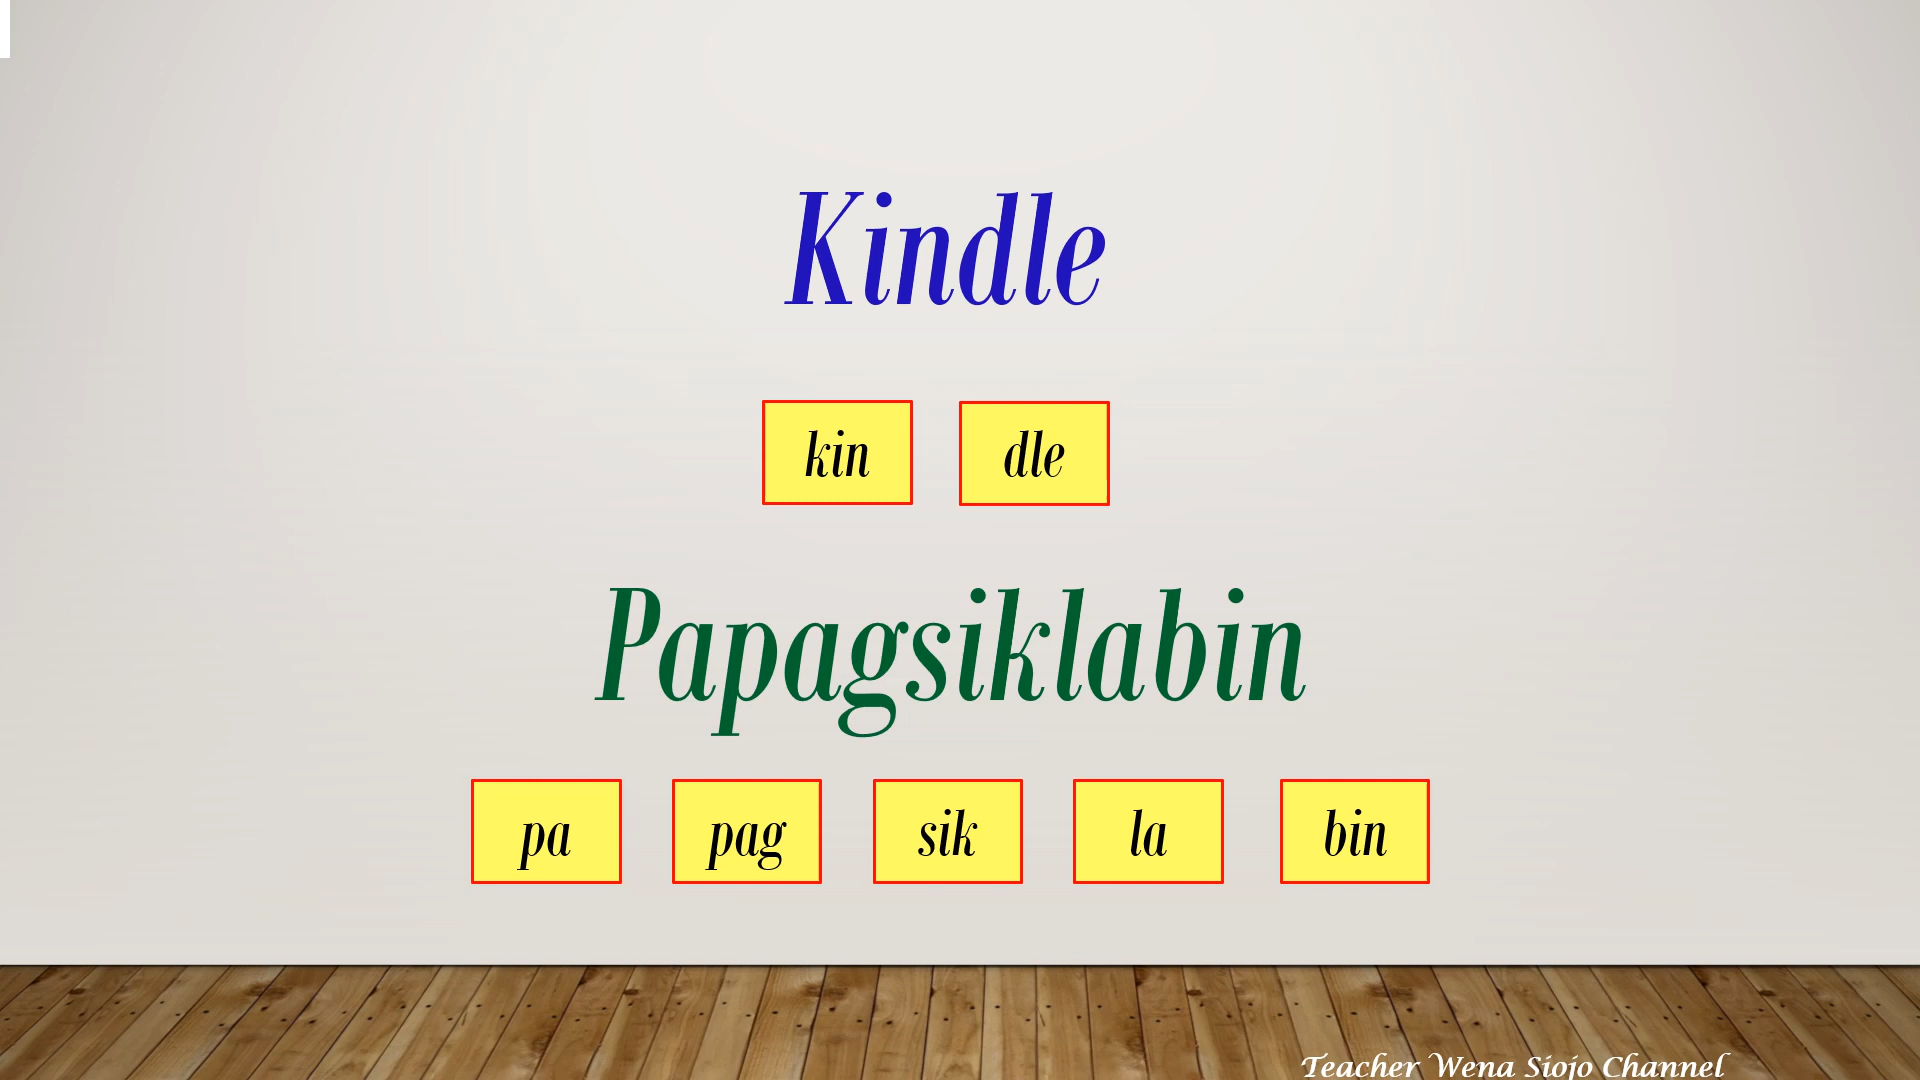 Kindle
kin dle
Papagsiklabin
pa pag sik la bin
Teacher Wena Siojo Channel